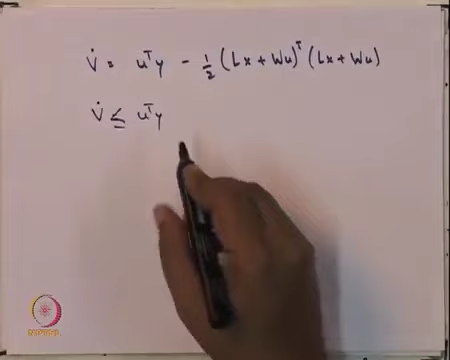 V̇ = uᵀy - ½ (Lx + Wu)ᵀ (Lx + Wu)
V̇ ≤ uᵀy